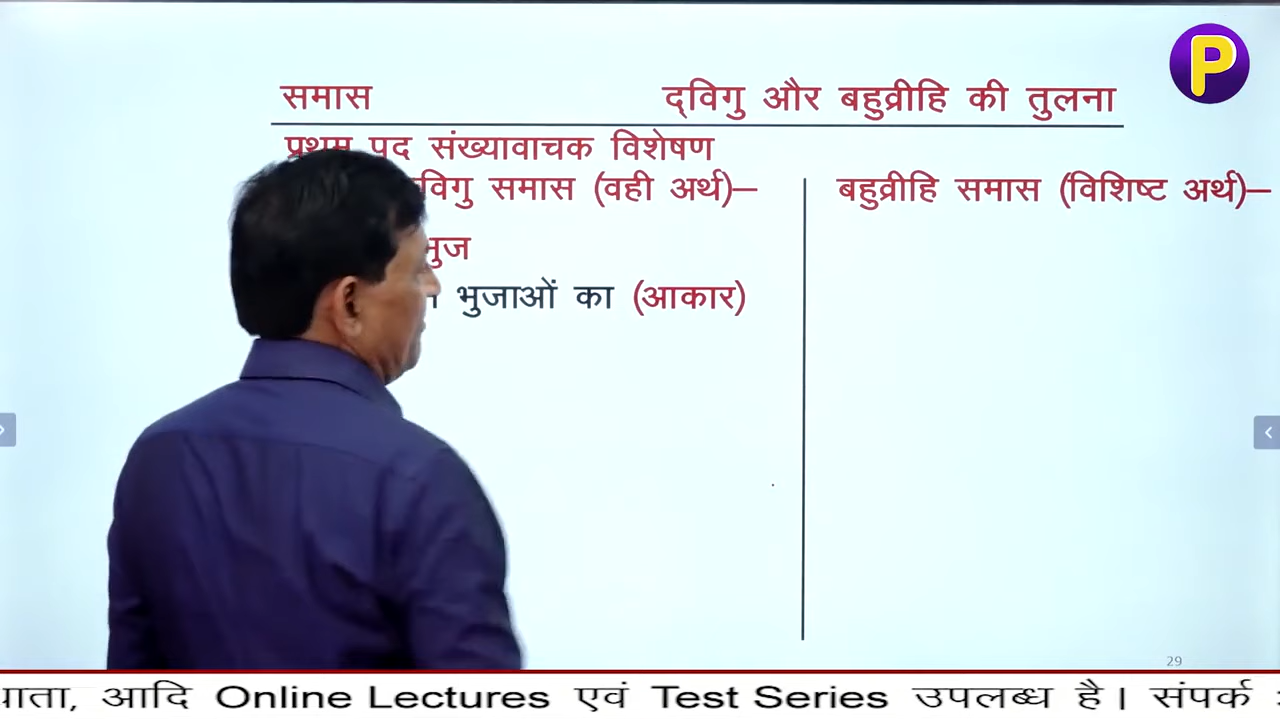 समास द्विगु और बहुव्रीहि की तुलना
प्रथम पद संख्यावाचक विशेषण
समास (वही अर्थ)–
बहुव्रीहि समास (विशिष्ट अर्थ)–
भुजाओं का (आकार)
29
आदि Online Lectures एवं Test Series उपलब्ध है। संपर्क
P